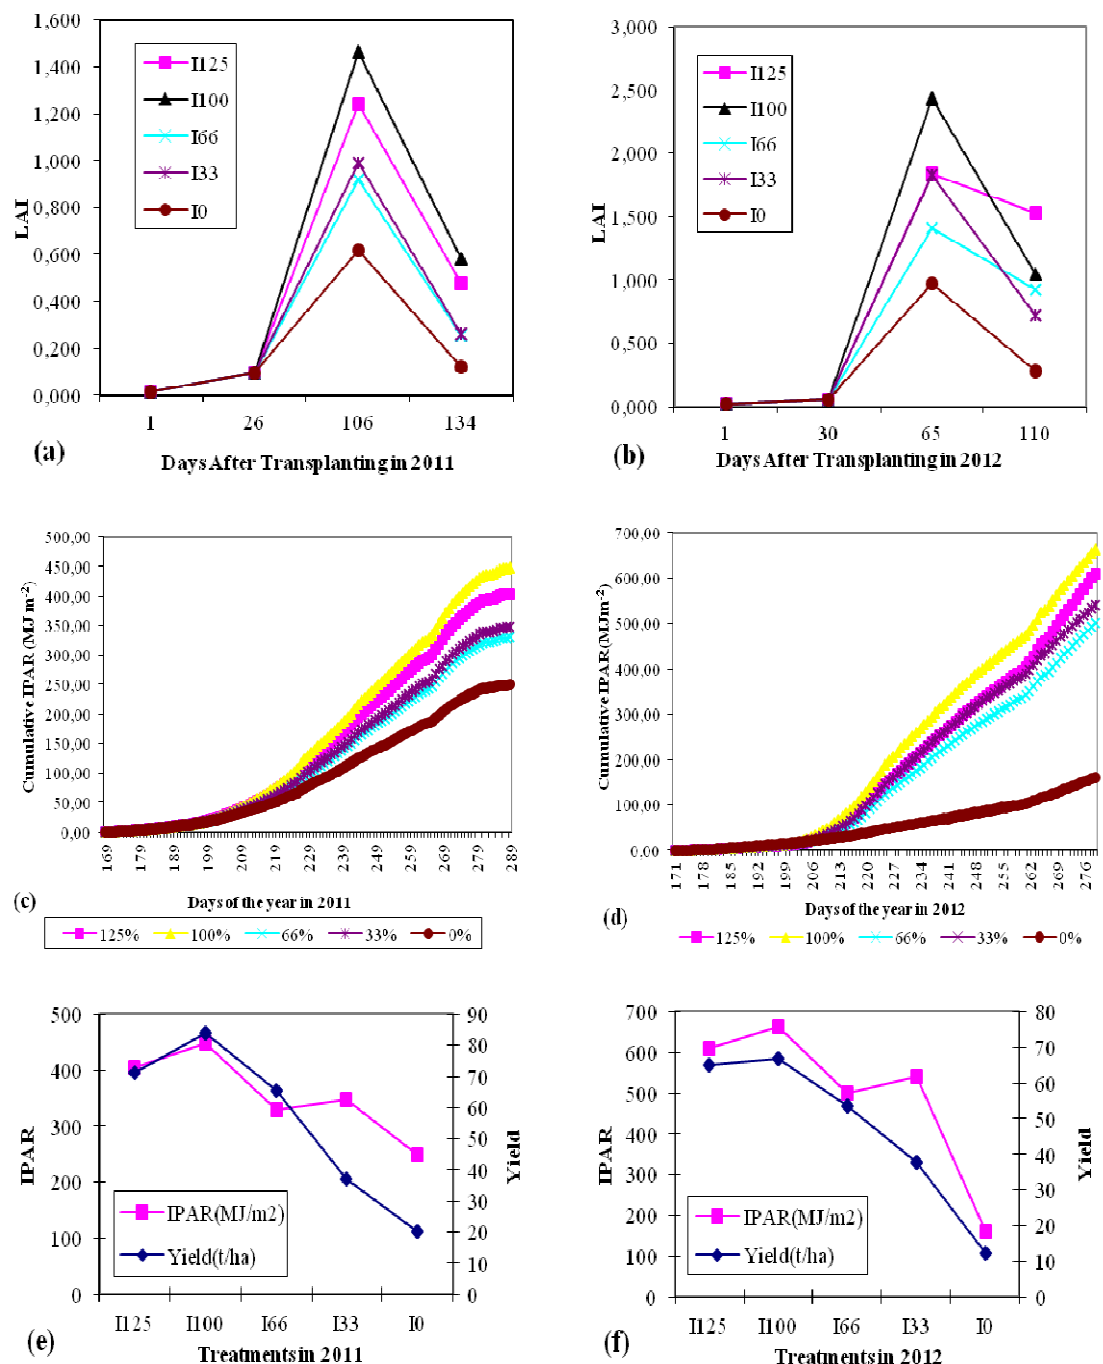 1,600
1,400
1,200
1,000
0,800
0,600
0,400
0,200
0,000
LAI
I125
I100
I66
I33
I0
1 26 106 134
(a)
Days After Transplanting in 2011
3,000
2,500
2,000
1,500
1,000
0,500
0,000
LAI
I125
I100
I66
I33
I0
1 30 65 110
(b)
Days After Transplanting in 2012
500,00
450,00
400,00
350,00
300,00
250,00
200,00
150,00
100,00
50,00
0,00
Cumulative IPAR (MJ m-2)
169 179 189 199 209 219 229 239 249 259 269 279 289
(c)
Days of the year in 2011
125% 100% 66% 33% 0%
700,00
600,00
500,00
400,00
300,00
200,00
100,00
0.00
Cumulative IPAR(MJm-2)
171 178 185 192 199 206 213 220 227 234 241 248 255 262 269 276
(d)
Days of the year in 2012
125% 100% 66% 33% 0%
500
400
300
200
100
0
IPAR
90
80
70
60
50
40
30
20
10
0
Yield
IPAR(MJ/m2)
Yield(t/ha)
I125 I100 I66 I33 I0
(e)
Treatments in 2011
700
600
500
400
300
200
100
0
IPAR
80
70
60
50
40
30
20
10
0
Yield
IPAR(MJ/m2)
Yield(t/ha)
I125 I100 I66 I33 I0
(f)
Treatments in 2012